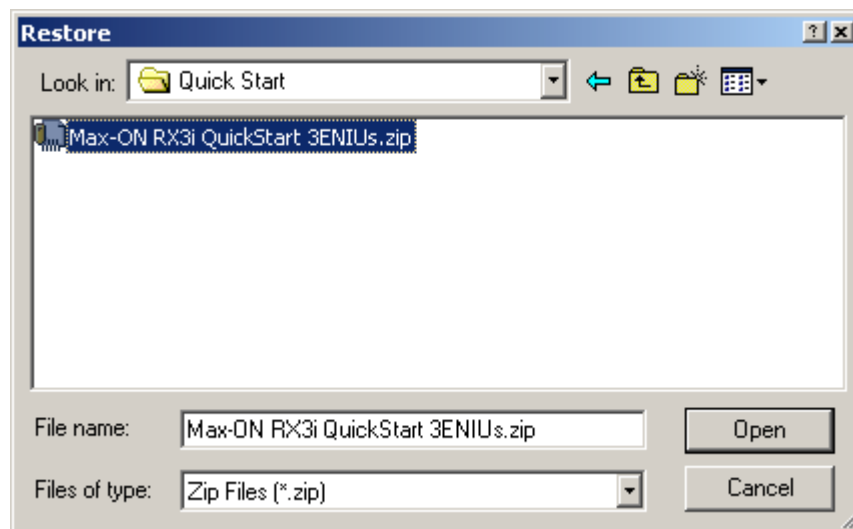 Restore
Look in: Quick Start
Max-ON RX3i QuickStart 3ENIUs.zip
File name: Max-ON RX3i QuickStart 3ENIUs.zip Open
Files of type: Zip Files (*.zip) Cancel